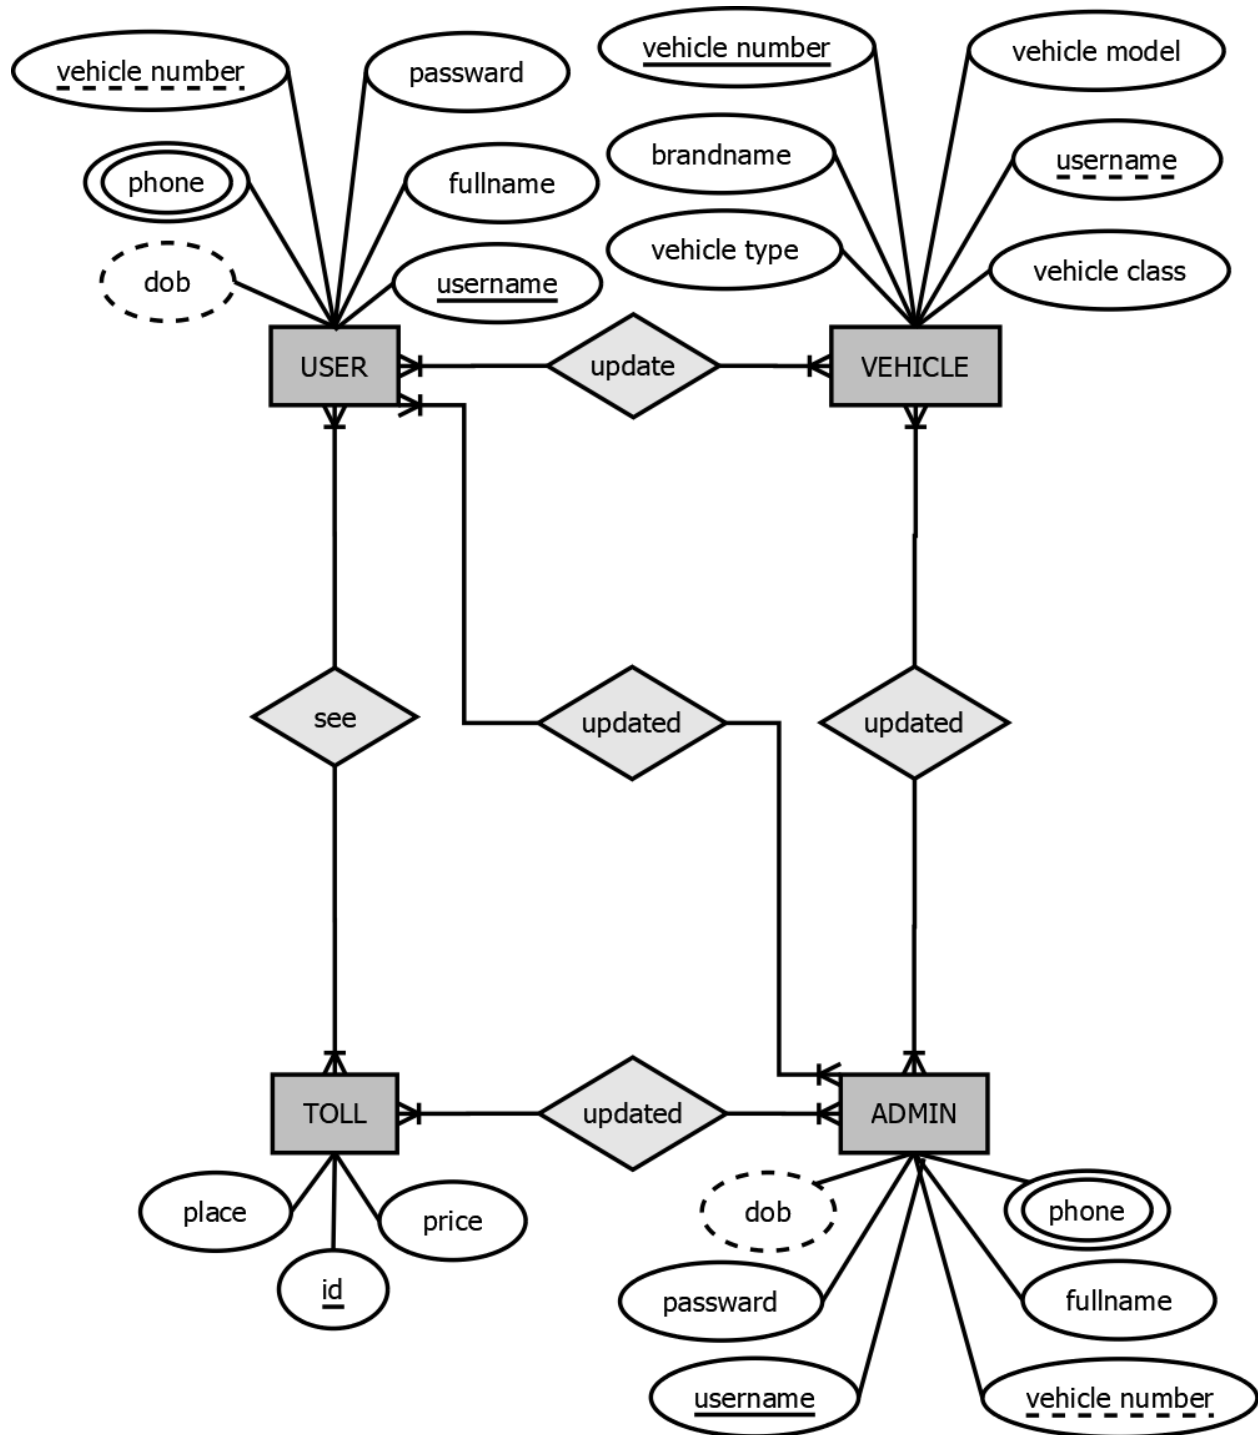 vehicle number
passward
phone
fullname
dob
username
vehicle number
vehicle model
brandname
username
vehicle type
vehicle class
USER
update
VEHICLE
see
updated
updated
TOLL
updated
ADMIN
place
price
id
dob
phone
passward
fullname
username
vehicle number